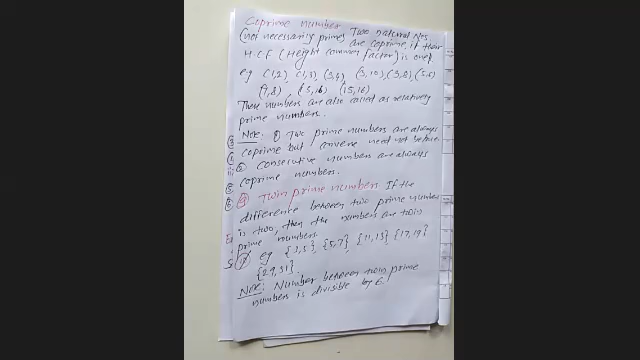 Coprime number
(not necessarily prime) Two natural Nos
are coprime, if their
H.C.F (Height common factor) is one.
eg (1,2) (1,3) (3,4) (3,10) (3,8), (5,6)
(7,8), (15,16)
These numbers are also called as relatively
prime numbers.
Note: ① Two prime numbers are always
coprime but converse need not be
② Consecutive numbers are always
coprime numbers.
Twin prime numbers If the
difference between two prime number
is two, then the numbers are twin
prime numbers.
eg {3,5}, {5,7}, {11,13} {17,19}
{29,31}
Note: Number between twin prime
numbers is divisible by 6.